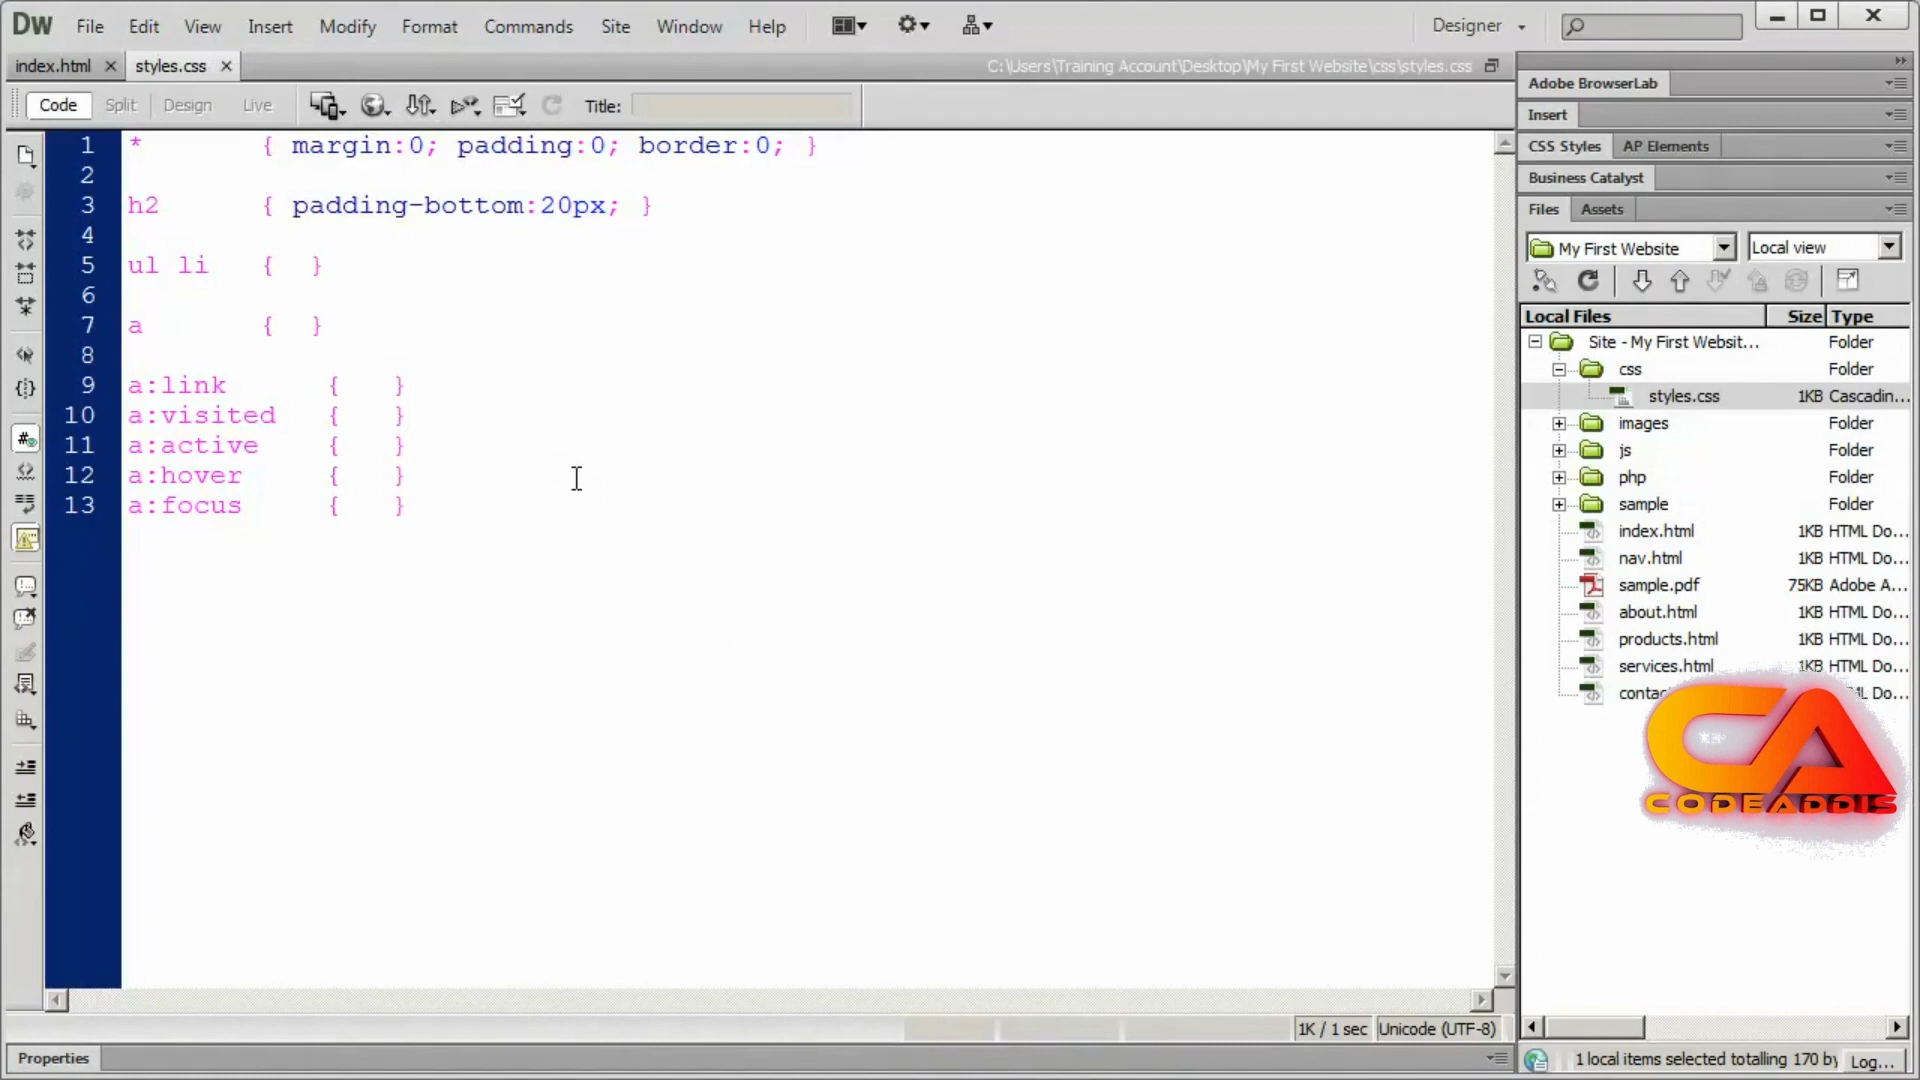 DW File Edit View Insert Modify Format Commands Site Window Help Designer
index.html styles.css C:\Users\Training Account\Desktop\My First Website\css\styles.css
Code Split Design Live Title:
1 * { margin:0; padding:0; border:0; }
2
3 h2 { padding-bottom:20px; }
4
5 ul li { }
6
7 a { }
8
9 a:link { }
10 a:visited { }
11 a:active { }
12 a:hover { }
13 a:focus { }
1K / 1 sec Unicode (UTF-8)
Properties
Adobe BrowserLab
Insert
CSS Styles AP Elements
Business Catalyst
Files Assets
My First Website Local view
Local Files Size Type
Site - My First Websit... Folder
css Folder
styles.css 1KB Cascadin...
images Folder
js Folder
php Folder
sample Folder
index.html 1KB HTML Do...
nav.html 1KB HTML Do...
sample.pdf 75KB Adobe A...
about.html 1KB HTML Do...
products.html 1KB HTML Do...
services.html 1KB HTML Do...
Do...
CA
CODEADDIS
1 local items selected totalling 170 by Log...